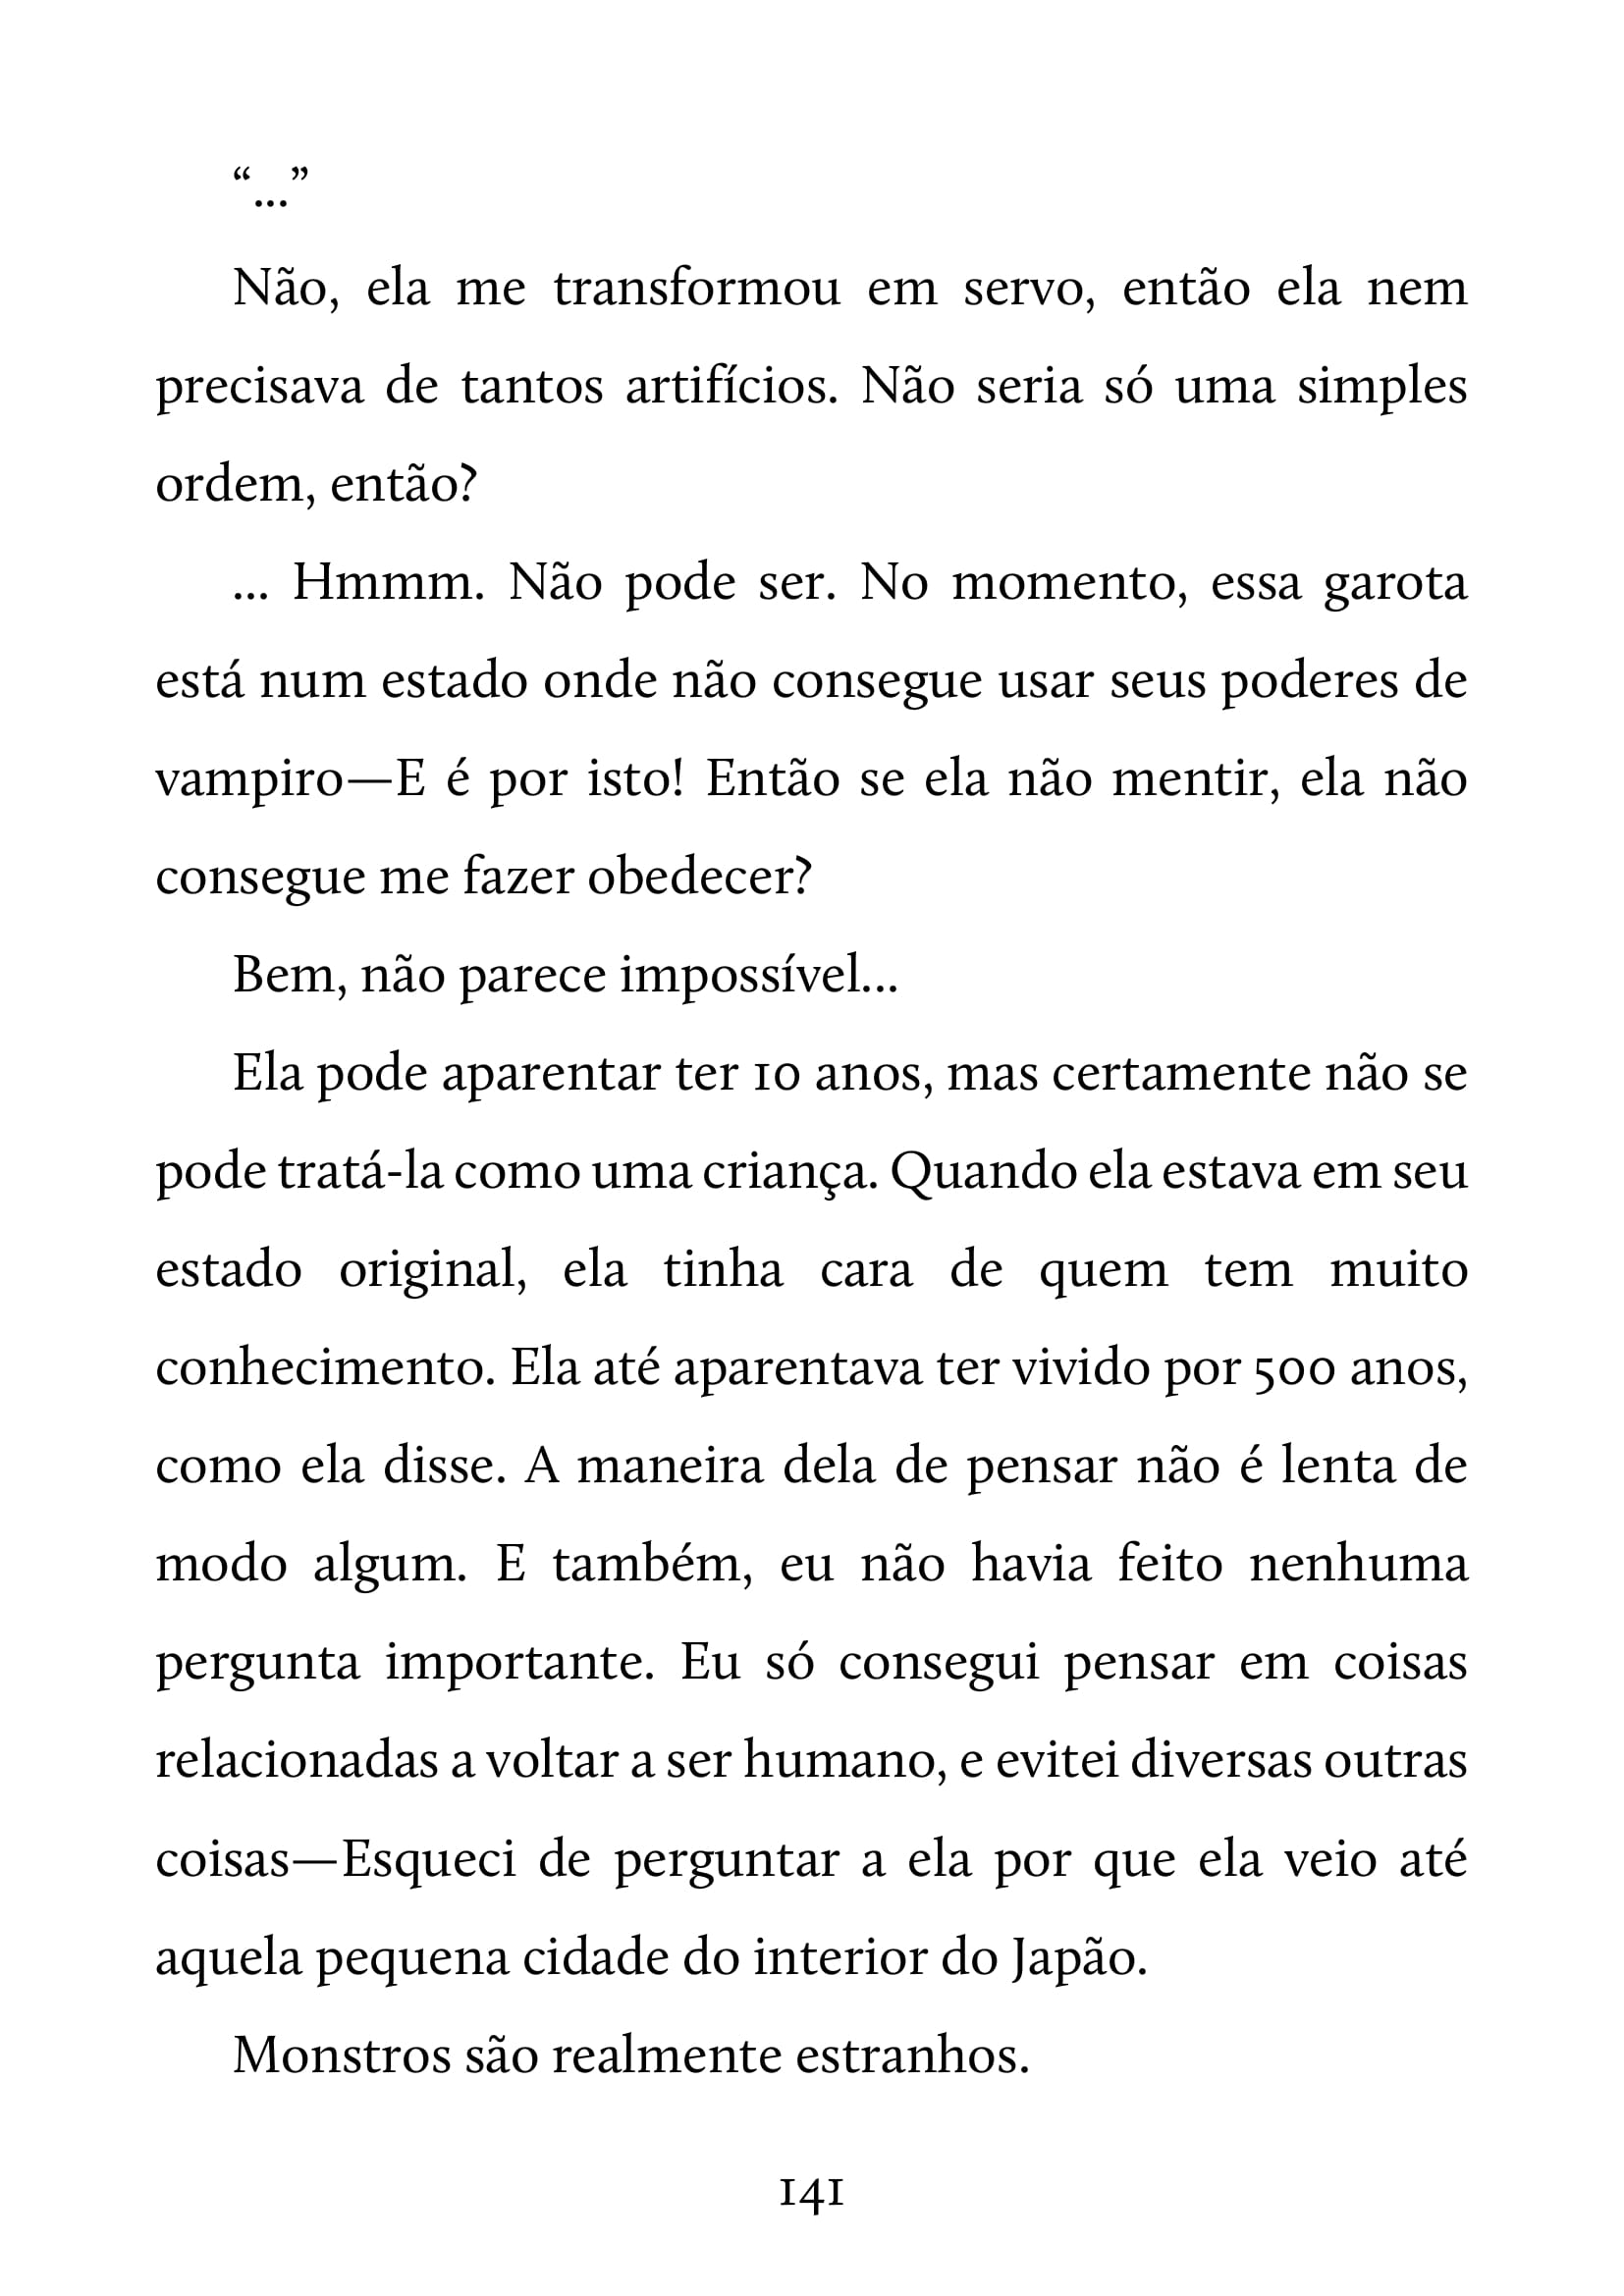 “...”
Não, ela me transformou em servo, então ela nem
precisava de tantos artifícios. Não seria só uma simples
ordem, então?
... Hmmm. Não pode ser. No momento, essa garota
está num estado onde não consegue usar seus poderes de
vampiro—E é por isto! Então se ela não mentir, ela não
consegue me fazer obedecer?
Bem, não parece impossível...
Ela pode aparentar ter 10 anos, mas certamente não se
pode tratá-la como uma criança. Quando ela estava em seu
estado original, ela tinha cara de quem tem muito
conhecimento. Ela até aparentava ter vivido por 500 anos,
como ela disse. A maneira dela de pensar não é lenta de
modo algum. E também, eu não havia feito nenhuma
pergunta importante. Eu só consegui pensar em coisas
relacionadas a voltar a ser humano, e evitei diversas outras
coisas—Esqueci de perguntar a ela por que ela veio até
aquela pequena cidade do interior do Japão.
Monstros são realmente estranhos.
141